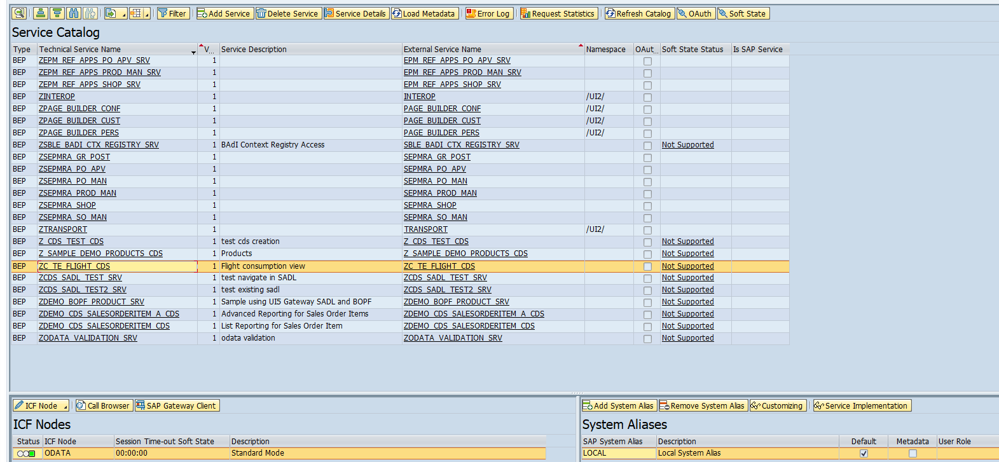 Filter Add Service Delete Service Service Details Load Metadata Error Log Request Statistics Refresh Catalog OAuth Soft State
Service Catalog
Type Technical Service Name V... Service Description External Service Name Namespace OAut... Soft State Status Is SAP Service
BEP ZEPM_REF_APPS_PO_APV_SRV 1 EPM_REF_APPS_PO_APV_SRV
BEP ZEPM_REF_APPS_PROD_MAN_SRV 1 EPM_REF_APPS_PROD_MAN_SRV
BEP ZEPM_REF_APPS_SHOP_SRV 1 EPM_REF_APPS_SHOP_SRV
BEP ZINTEROP 1 INTEROP /UI2/
BEP ZPAGE_BUILDER_CONF 1 PAGE_BUILDER_CONF /UI2/
BEP ZPAGE_BUILDER_CUST 1 PAGE_BUILDER_CUST /UI2/
BEP ZPAGE_BUILDER_PERS 1 PAGE_BUILDER_PERS /UI2/
BEP ZSBLE_BADI_CTX_REGISTRY_SRV 1 BAdI Context Registry Access SBLE_BADI_CTX_REGISTRY_SRV Not Supported
BEP ZSEPMRA_GR_POST 1 SEPMRA_GR_POST
BEP ZSEPMRA_PO_APV 1 SEPMRA_PO_APV
BEP ZSEPMRA_PO_MAN 1 SEPMRA_PO_MAN
BEP ZSEPMRA_PROD_MAN 1 SEPMRA_PROD_MAN
BEP ZSEPMRA_SHOP 1 SEPMRA_SHOP
BEP ZSEPMRA_SO_MAN 1 SEPMRA_SO_MAN
BEP ZTRANSPORT 1 TRANSPORT /UI2/
BEP Z_CDS_TEST_CDS 1 test cds creation Z_CDS_TEST_CDS Not Supported
BEP Z_SAMPLE_DEMO_PRODUCTS_CDS 1 Products Z_SAMPLE_DEMO_PRODUCTS_CDS Not Supported
BEP ZC_TE_FLIGHT_CDS 1 Flight consumption view ZC_TE_FLIGHT_CDS Not Supported
BEP ZCDS_SADL_TEST_SRV 1 test navigate in SADL ZCDS_SADL_TEST_SRV Not Supported
BEP ZCDS_SADL_TEST2_SRV 1 test existing sadl ZCDS_SADL_TEST2_SRV Not Supported
BEP ZDEMO_BOPF_PRODUCT_SRV 1 Sample using UI5 Gateway SADL and BOPF ZDEMO_BOPF_PRODUCT_SRV Not Supported
BEP ZDEMO_CDS_SALESORDERITEM_A_CDS 1 Advanced Reporting for Sales Order Items ZDEMO_CDS_SALESORDERITEM_A_CDS Not Supported
BEP ZDEMO_CDS_SALESORDERITEM_CDS 1 List Reporting for Sales Order Item ZDEMO_CDS_SALESORDERITEM_CDS Not Supported
BEP ZODATA_VALIDATION_SRV 1 odata validation ZODATA_VALIDATION_SRV Not Supported
ICF Node Call Browser SAP Gateway Client
ICF Nodes
Status ICF Node Session Time-out Soft State Description
ODATA 00:00:00 Standard Mode
Add System Alias Remove System Alias Customizing Service Implementation
System Aliases
SAP System Alias Description Default Metadata User Role
LOCAL Local System Alias